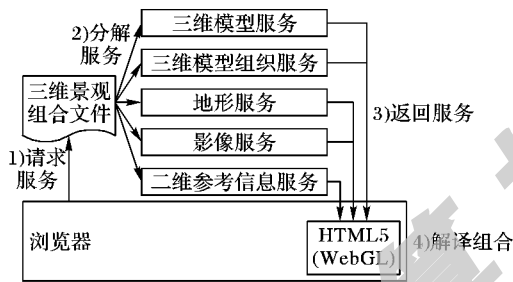 2)分解
服务
三维模型服务
三维模型组织服务
三维景观
组合文件
地形服务
3)返回服务
影像服务
1)请求
服务
二维参考信息服务
浏览器
HTML5
(WebGL)
4)解译组合